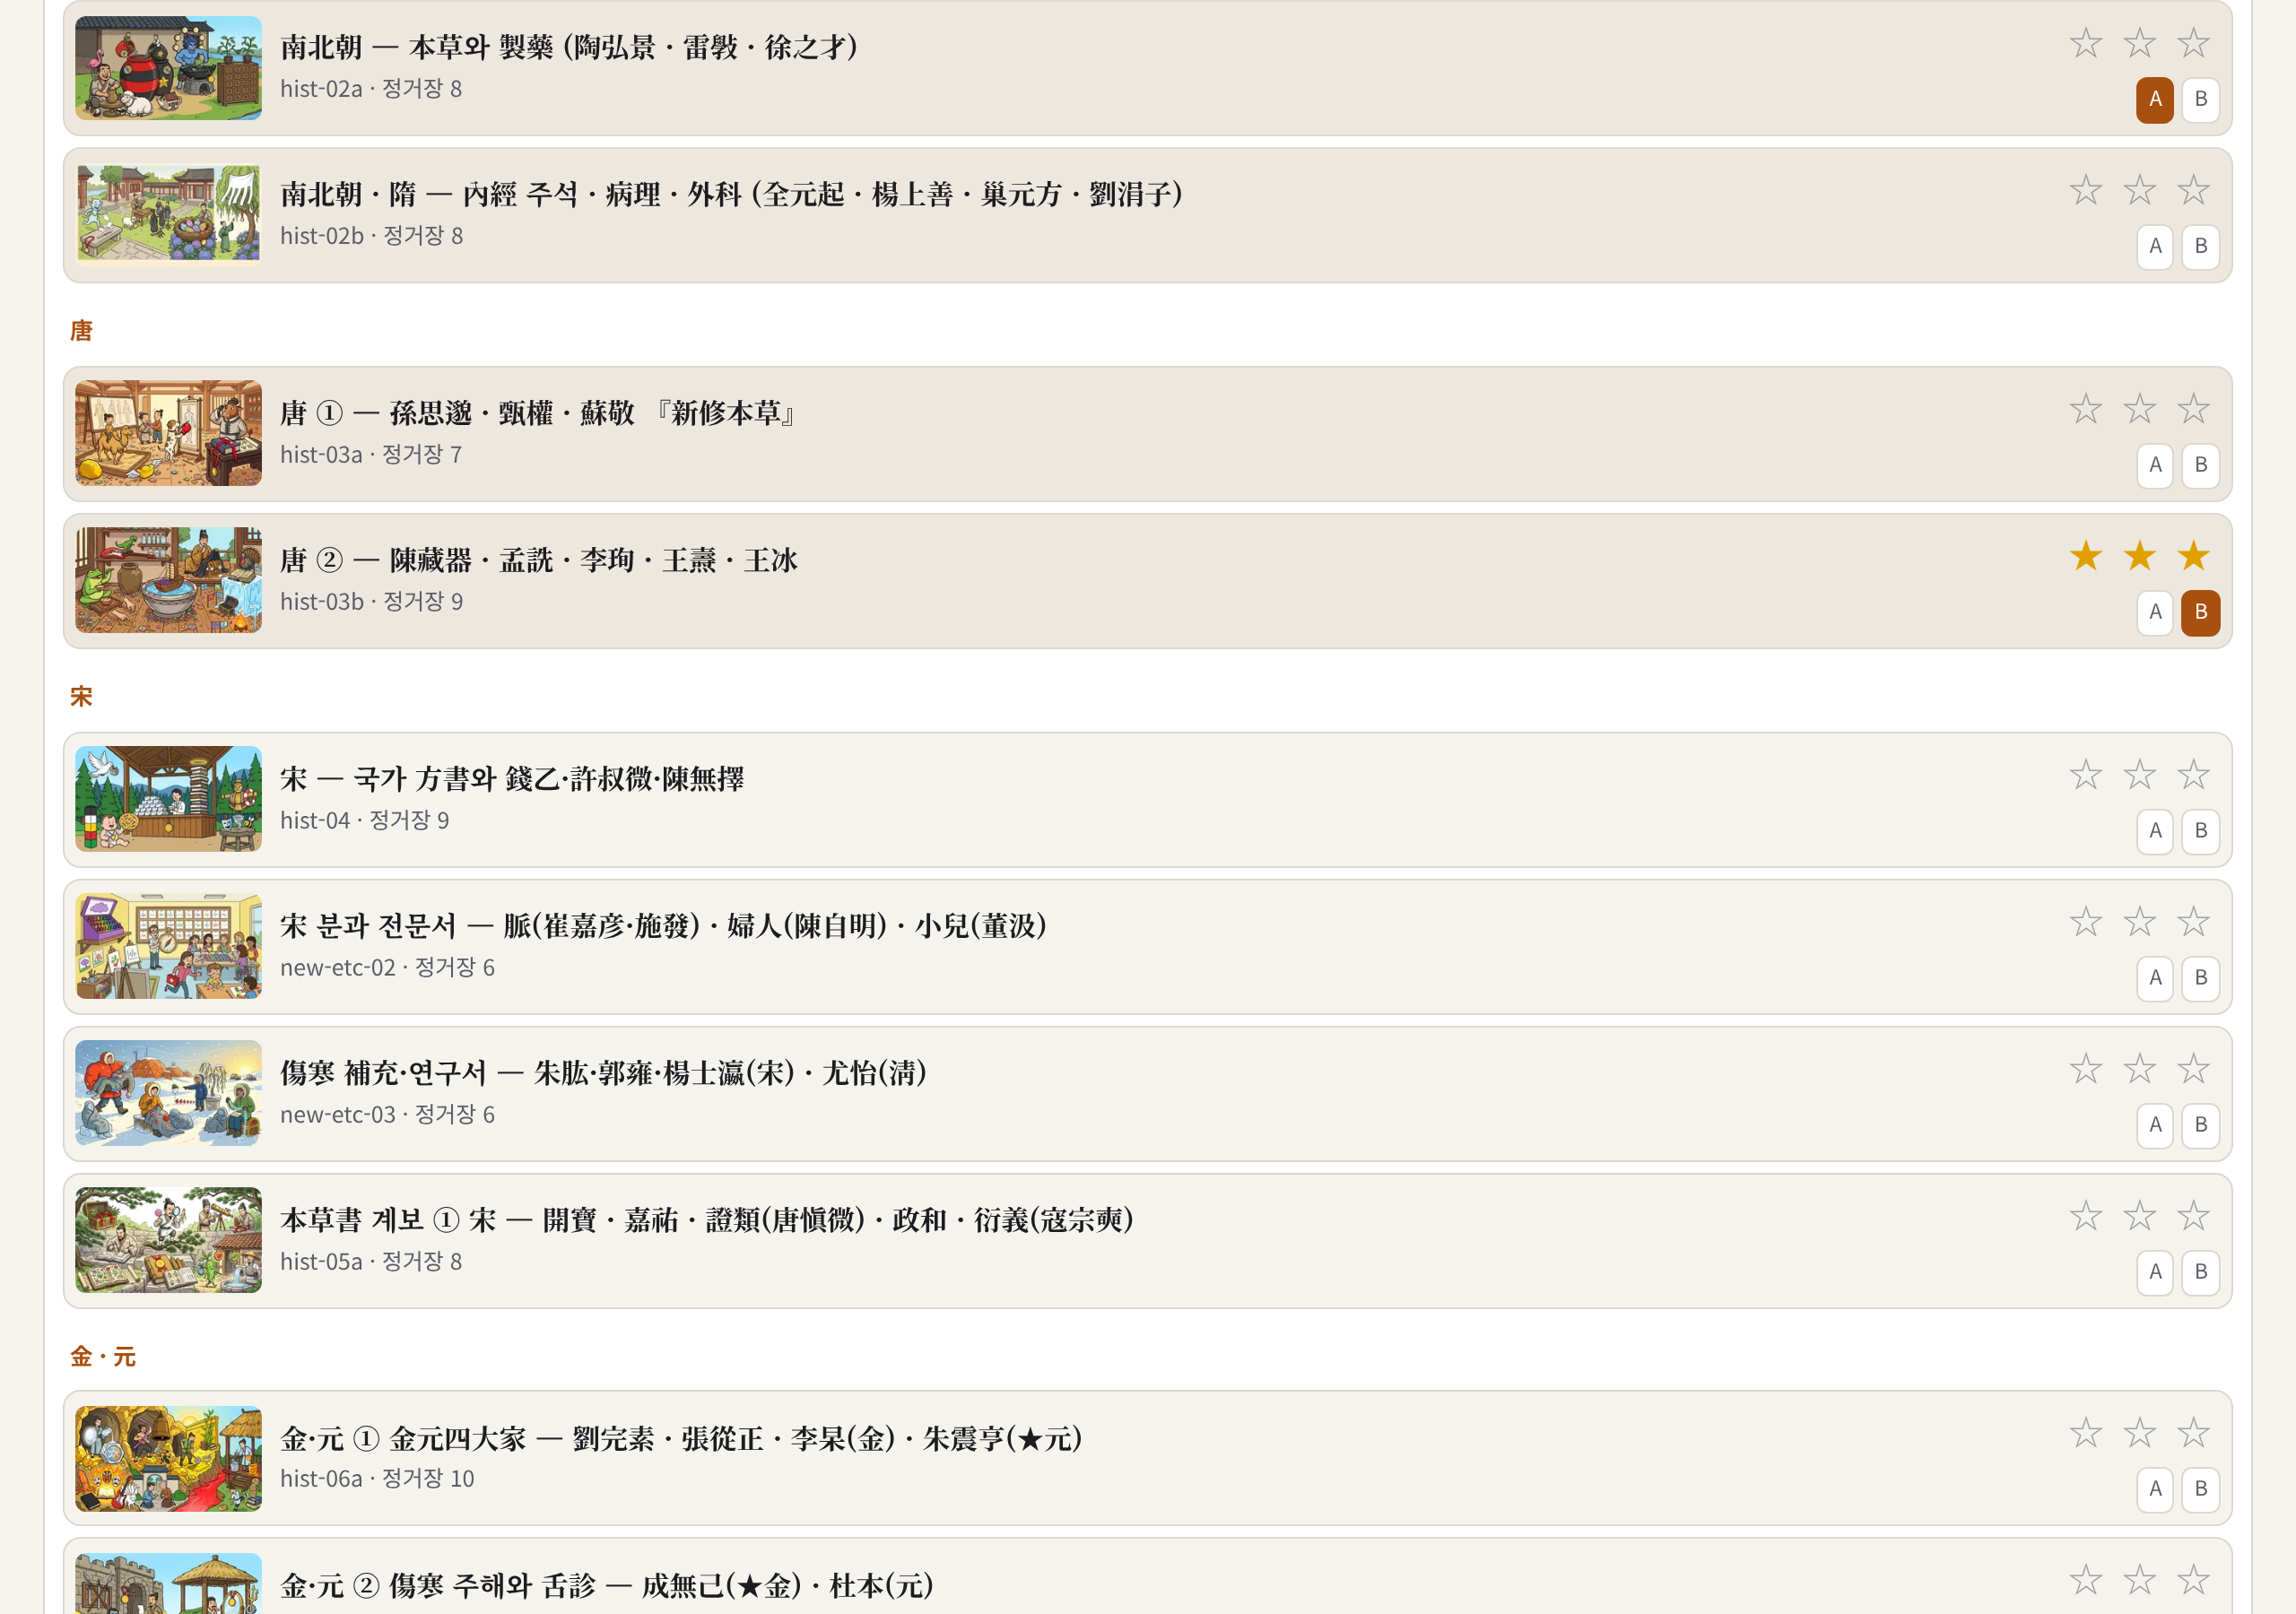 南北朝 — 本草와 製藥 (陶弘景 · 雷斅 · 徐之才)
☆ ☆ ☆
hist-02a · 정거장 8
A B
南北朝 · 隋 — 內經 주석 · 病理 · 外科 (全元起 · 楊上善 · 巢元方 · 劉涓子)
☆ ☆ ☆
hist-02b · 정거장 8
A B
唐
唐 ① — 孫思邈 · 甄權 · 蘇敬 『新修本草』
☆ ☆ ☆
hist-03a · 정거장 7
A B
唐 ② — 陳藏器 · 孟詵 · 李珣 · 王燾 · 王冰
★ ★ ★
hist-03b · 정거장 9
A B
宋
宋 — 국가 方書와 錢乙·許叔微·陳無擇
☆ ☆ ☆
hist-04 · 정거장 9
A B
宋 분과 전문서 — 脈(崔嘉彦·施發) · 婦人(陳自明) · 小兒(董汲)
☆ ☆ ☆
new-etc-02 · 정거장 6
A B
傷寒 補充·연구서 — 朱肱·郭雍·楊士瀛(宋) · 尤怡(淸)
☆ ☆ ☆
new-etc-03 · 정거장 6
A B
本草書 계보 ① 宋 — 開寶 · 嘉祐 · 證類(唐愼微) · 政和 · 衍義(寇宗奭)
☆ ☆ ☆
hist-05a · 정거장 8
A B
金 · 元
金·元 ① 金元四大家 — 劉完素 · 張從正 · 李杲(金) · 朱震亨(★元)
☆ ☆ ☆
hist-06a · 정거장 10
A B
金·元 ② 傷寒 주해와 舌診 — 成無己(★金) · 杜本(元)
☆ ☆ ☆